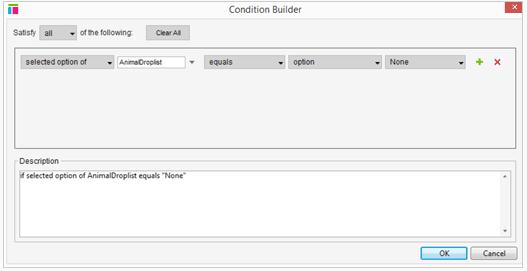 Condition Builder
Satisfy all of the following: Clear All
selected option of AnimalDroplist equals option None
Description
if selected option of AnimalDroplist equals "None"
OK Cancel